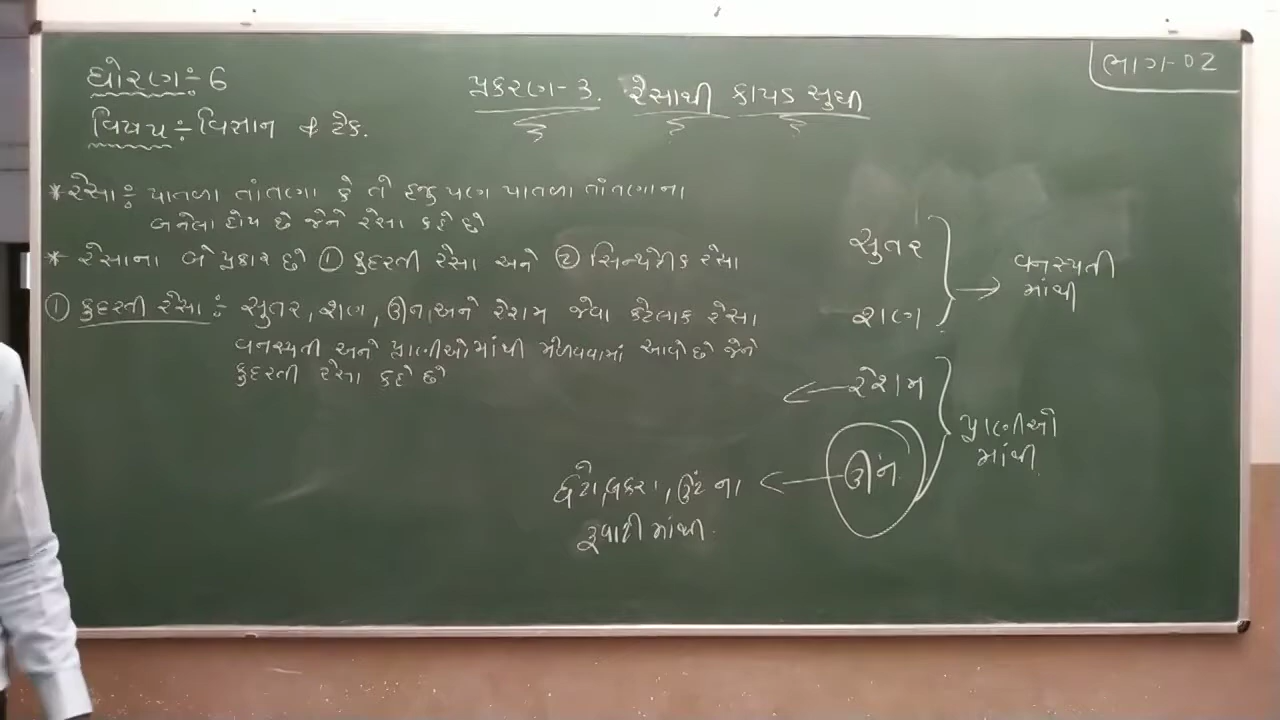 ભાગ-૦2
ધોરણ÷ 6
પ્રકરણ-૩. રેસાથી કાપડ સુધી
વિષય ÷ વિજ્ઞાન & ટેક.
* રેસા÷ પાતળા તાંતણા કે તે હજુ પણ પાતળા તાંતણાના
બનેલા હોય છે જેને રેસા કહે છે
* રેસાના બે પ્રકાર છે ① કુદરતી રેસા અને ② સિન્થેટીક રેસા
① કુદરતી રેસા ÷ સુતર, શણ, ઊન, અને રેશમ જેવા કેટલાક રેસા
વનસ્પતી અને પ્રાણીઓમાંથી મેળવવામાં આવે છે જેને
કુદરતી રેસા કહે છે
સુતર
શણ
વનસ્પતી
માંથી
રેશમ
ઊન
પ્રાણીઓ
માંથી
ઘેટા, બકરા, ઊંટ ના
રૂવાટી માંથી.